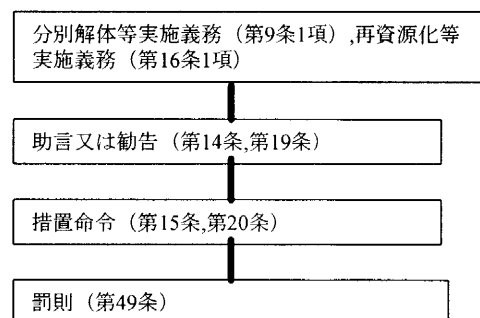 分別解体等実施義務（第9条1項）,再資源化等
実施義務（第16条1項）
助言又は勧告（第14条,第19条）
措置命令（第15条,第20条）
罰則（第49条）